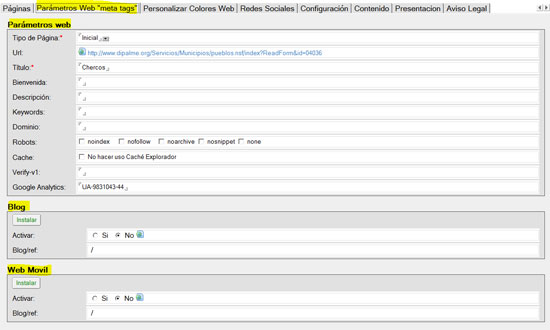 Páginas Parámetros Web "meta tags" Personalizar Colores Web Redes Sociales Configuración Contenido Presentacion Aviso Legal
Parámetros web
Tipo de Página:* Inicial
Url: http://www.dipalme.org/Servicios/Municipios/pueblos.nsf/index?ReadForm&id=04036
Título:* Chercos
Bienvenida:
Descripción:
Keywords:
Dominio:
Robots: noindex nofollow noarchive nosnippet none
Cache: No hacer uso Caché Explorador
Verify-v1:
Google Analytics: UA-9831043-44
Blog
Instalar
Activar: Si No
Blog/ref: /
Web Movil
Instalar
Activar: Si No
Blog/ref: /